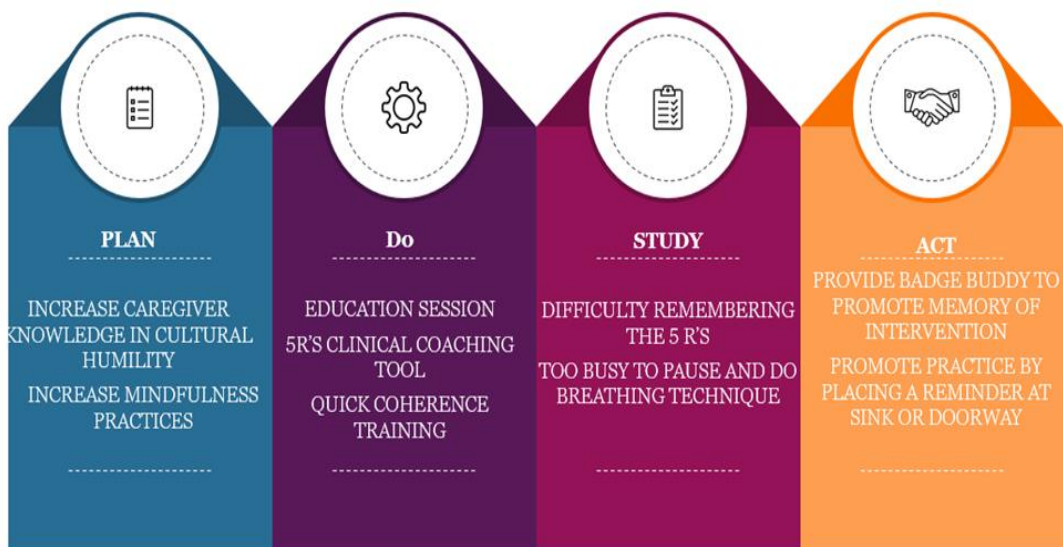 PLAN
INCREASE CAREGIVER
KNOWLEDGE IN CULTURAL
HUMILITY
INCREASE MINDFULNESS
PRACTICES
Do
EDUCATION SESSION
5R'S CLINICAL COACHING
TOOL
QUICK COHERENCE
TRAINING
STUDY
DIFFICULTY REMEMBERING
THE 5 R'S
TOO BUSY TO PAUSE AND DO
BREATHING TECHNIQUE
ACT
PROVIDE BADGE BUDDY TO
PROMOTE MEMORY OF
INTERVENTION
PROMOTE PRACTICE BY
PLACING A REMINDER AT
SINK OR DOORWAY